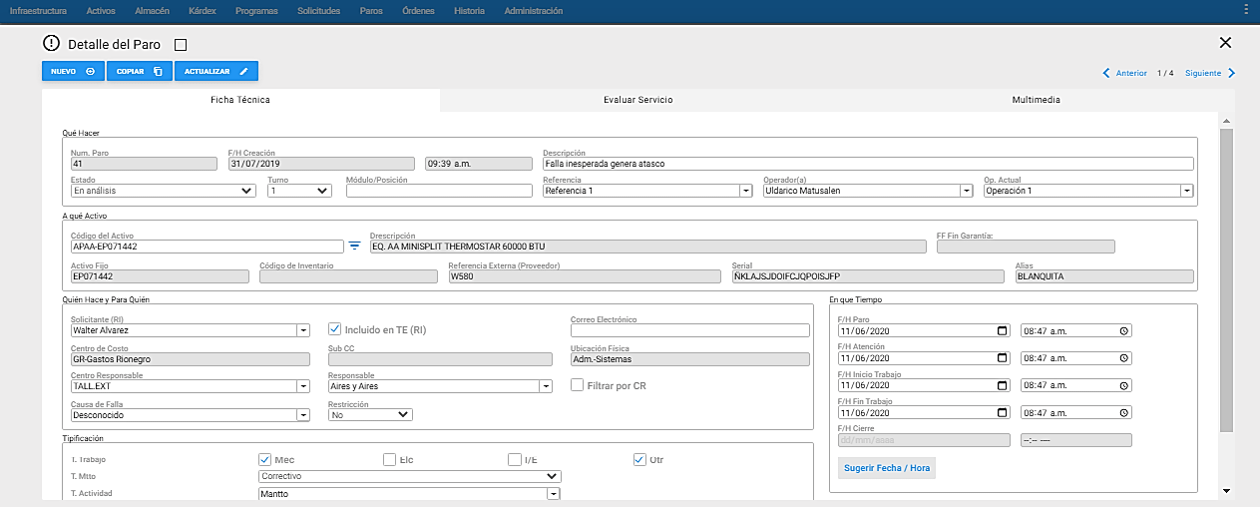 Infraestructura Activos Almacén Kárdex Programas Solicitudes Paros Órdenes Historia Administración
Detalle del Paro
NUEVO COPIAR ACTUALIZAR
Anterior 1 / 4 Siguiente
Ficha Técnica Evaluar Servicio Multimedia
Qué Hacer
Num. Paro F/H Creación Descripción
41 31/07/2019 09:39 a.m. Falla inesperada genera atasco
Estado Turno Módulo/Posición Referencia Operador(a) Op. Actual
En análisis 1 Referencia 1 Uldarico Matusalen Operación 1
A qué Activo
Código del Activo Drescripción FF Fin Garantía:
APAA-EP071442 EQ. AA MINISPLIT THERMOSTAR 60000 BTU
Activo Fijo Código de Inventario Referencia Externa (Proveedor) Serial Alias
EP071442 W580 ÑKLAJSJDOIFCJQPOISJFP BLANQUITA
Quién Hace y Para Quién
Solicitante (RI) Correo Electrónico
Walter Alvarez Incluido en TE (RI)
Centro de Costo Sub CC Ubicación Física
GR-Gastos Rionegro Adm.-Sistemas
Centro Responsable Responsable
TALL.EXT Aires y Aires Filtrar por CR
Causa de Falla Restricción
Desconocido No
En que Tiempo
F/H Paro
11/06/2020 08:47 a.m.
F/H Atención
11/06/2020 08:47 a.m.
F/H Inicio Trabajo
11/06/2020 08:47 a.m.
F/H Fin Trabajo
11/06/2020 08:47 a.m.
F/H Cierre
dd/mm/aaaa --:-- ----
Sugerir Fecha / Hora
Tipificación
T. Trabajo Mec Elc I/E Otr
T. Mtto Correctivo
T. Actividad Mantto